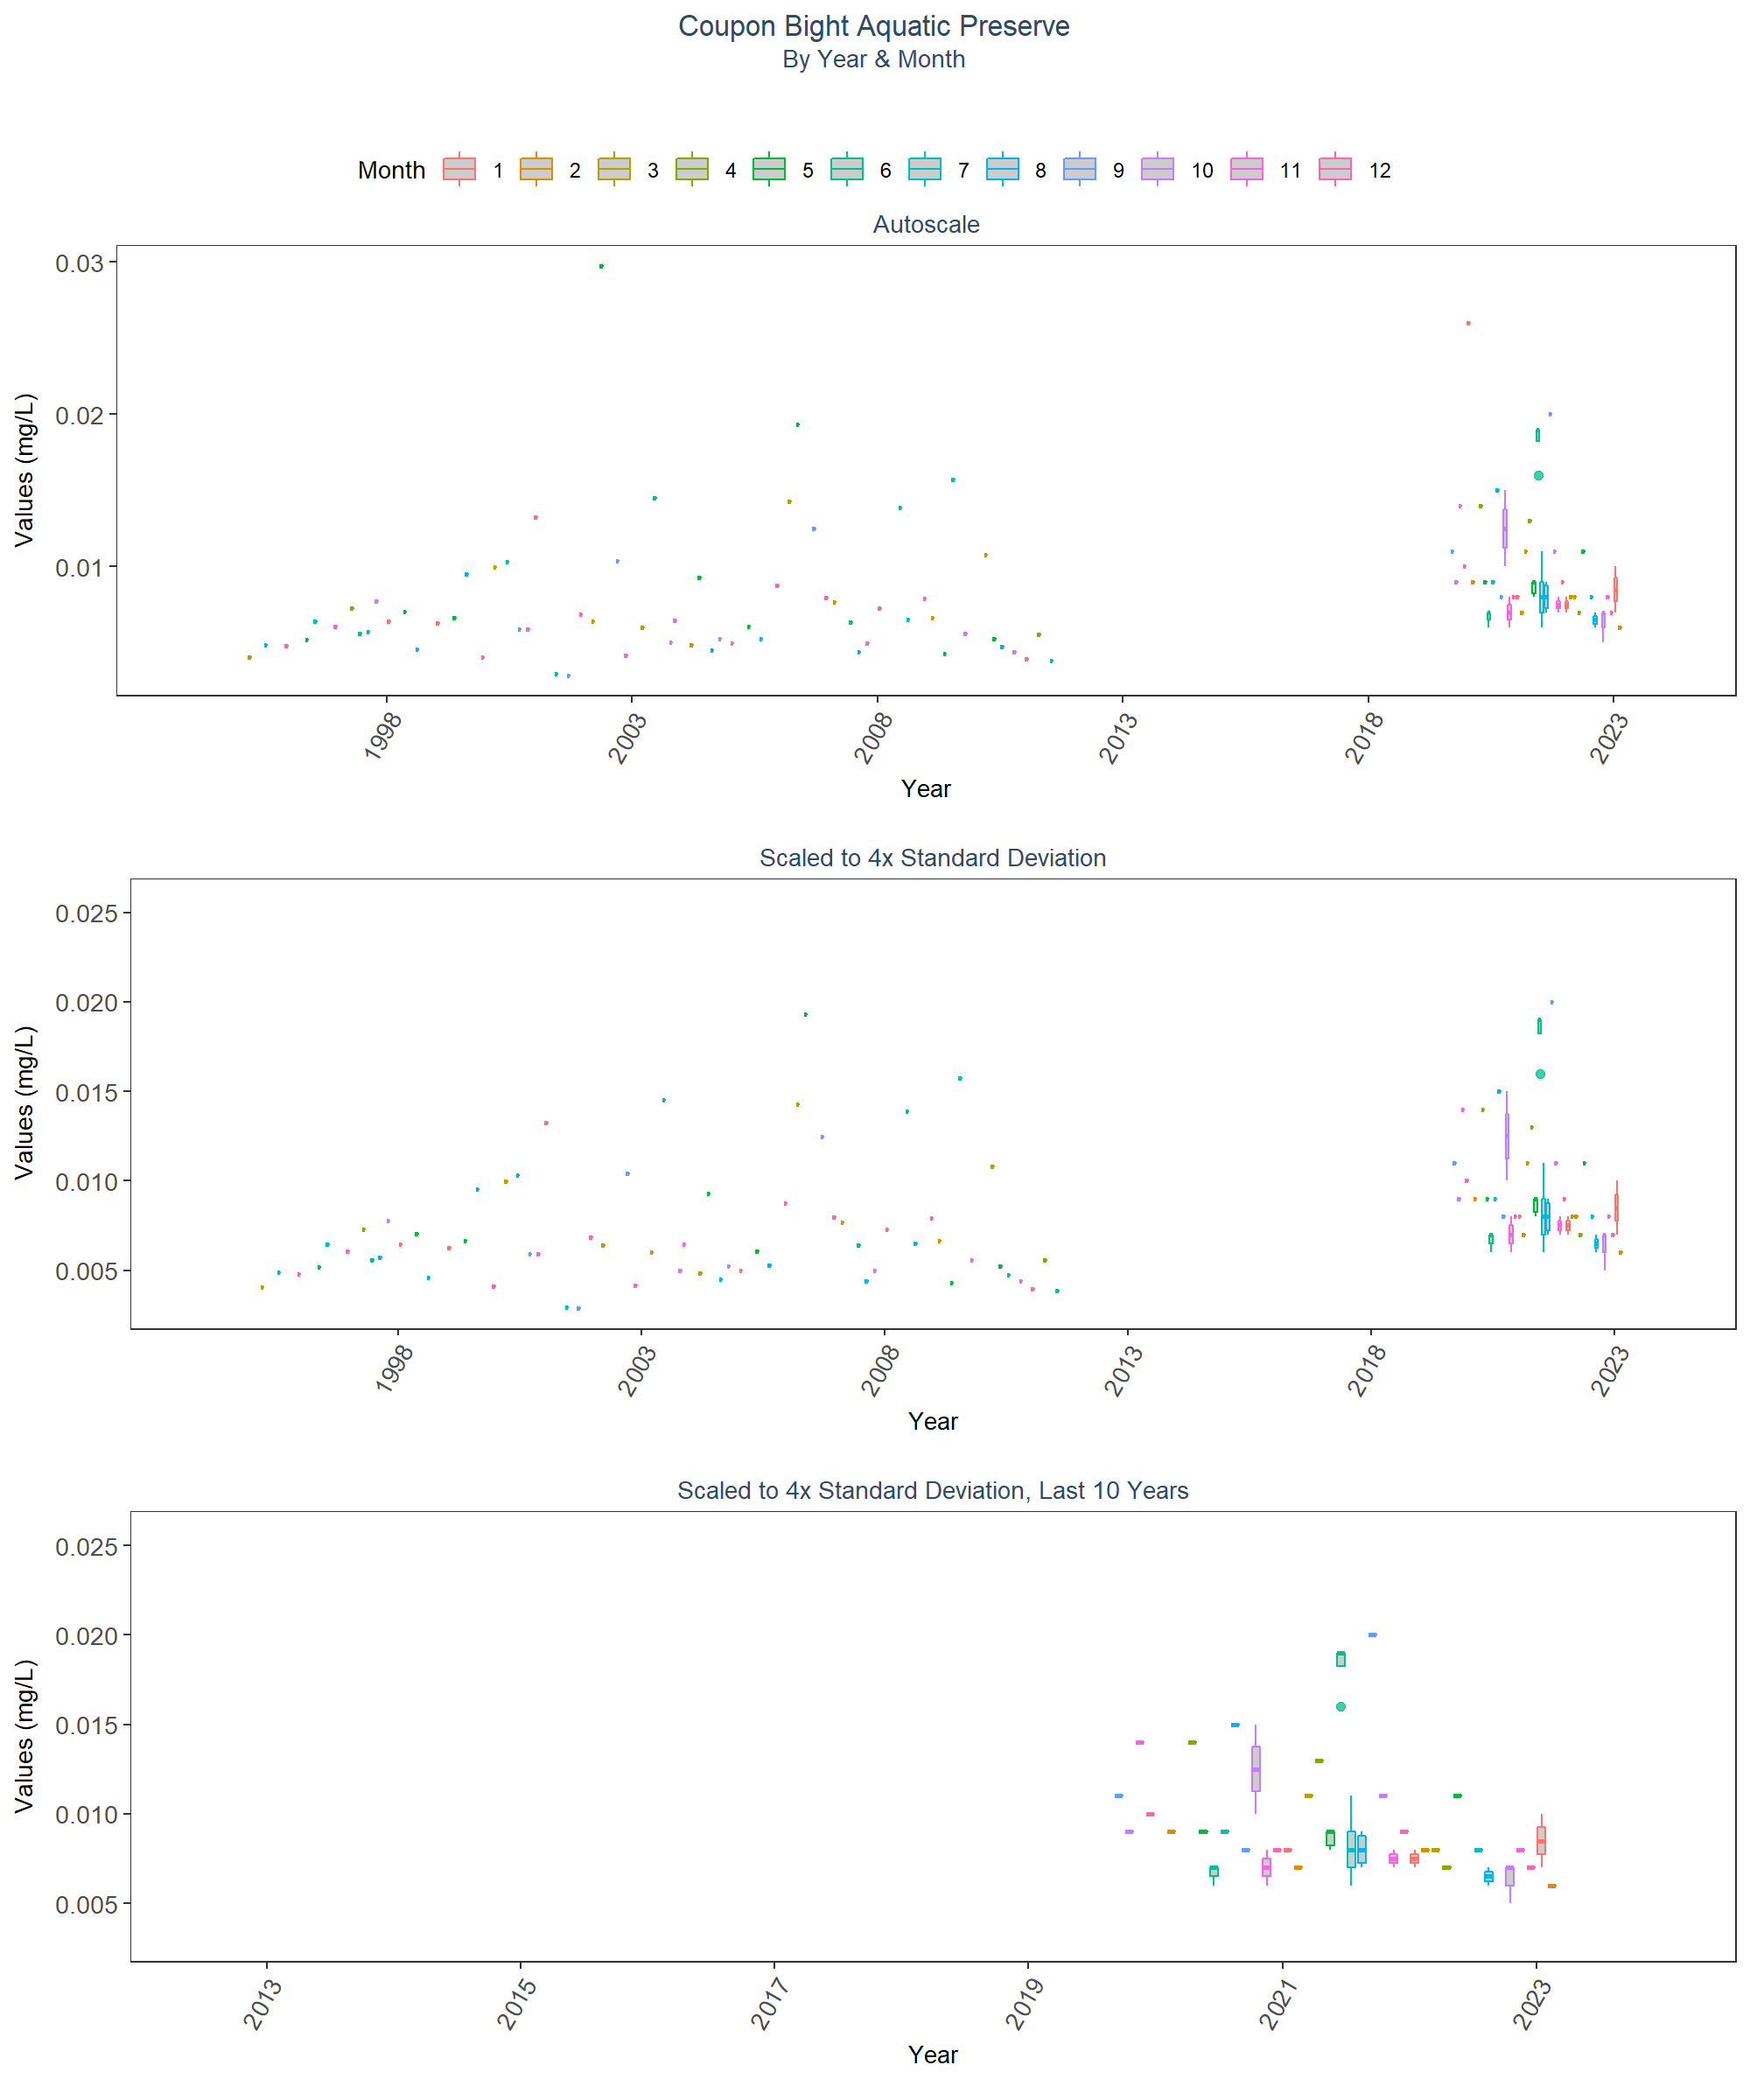 Coupon Bight Aquatic Preserve
By Year & Month
Month 1 2 3 4 5 6 7 8 9 10 11 12
Autoscale
0.03
0.02
0.01
Values (mg/L)
1998 2003 2008 2013 2018 2023
Year
Scaled to 4x Standard Deviation
0.025
0.020
0.015
0.010
0.005
Values (mg/L)
1998 2003 2008 2013 2018 2023
Year
Scaled to 4x Standard Deviation, Last 10 Years
0.025
0.020
0.015
0.010
0.005
Values (mg/L)
2013 2015 2017 2019 2021 2023
Year